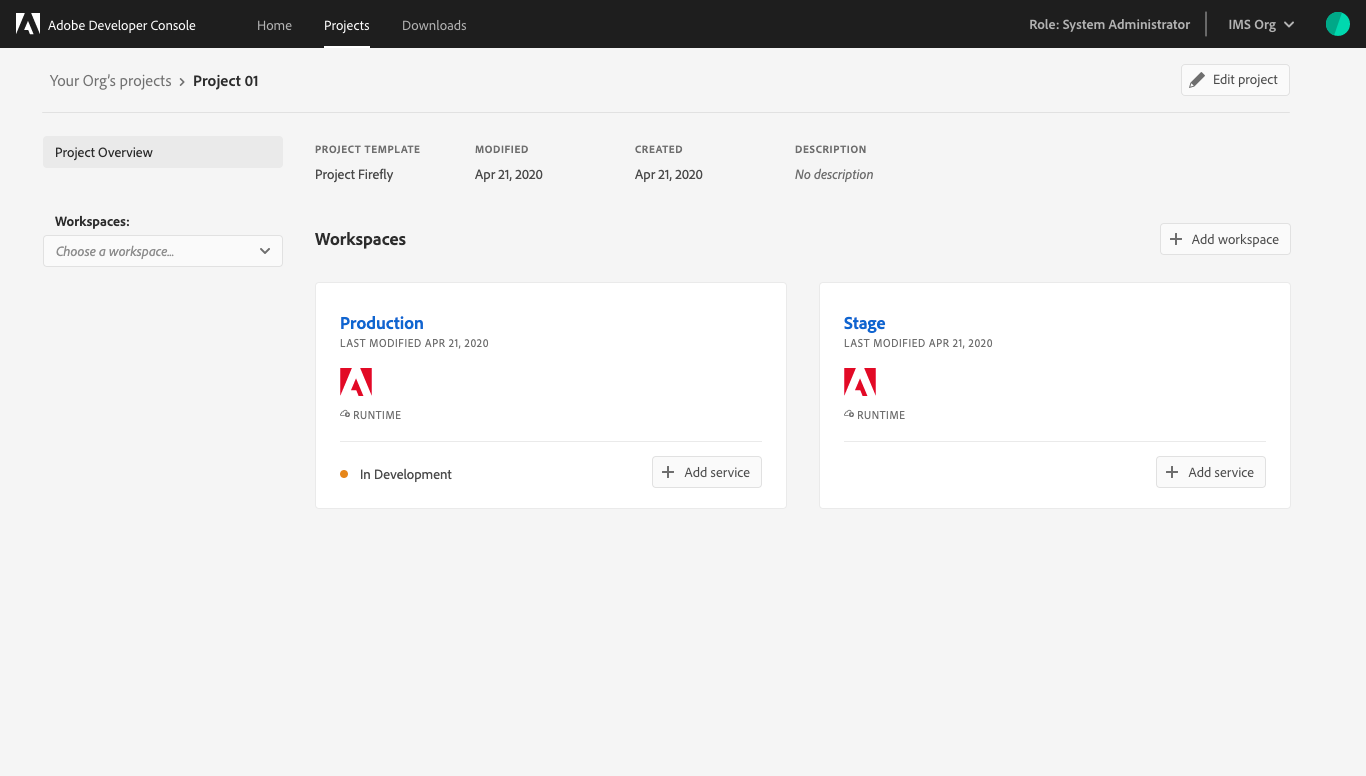 Adobe Developer Console
Home
Projects
Downloads
Role: System Administrator
IMS Org
Your Org's projects › Project 01
Edit project
Project Overview
Workspaces:
Choose a workspace...
PROJECT TEMPLATE
Project Firefly
MODIFIED
Apr 21, 2020
CREATED
Apr 21, 2020
DESCRIPTION
No description
Workspaces
Add workspace
Production
LAST MODIFIED APR 21, 2020
RUNTIME
In Development
Add service
Stage
LAST MODIFIED APR 21, 2020
RUNTIME
Add service